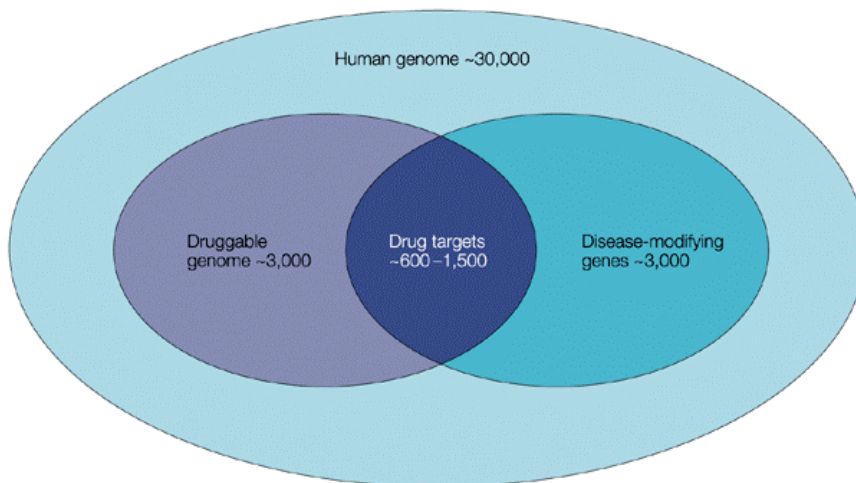 Human genome ~30,000
Druggable
genome ~3,000
Drug targets
~600–1,500
Disease-modifying
genes ~3,000